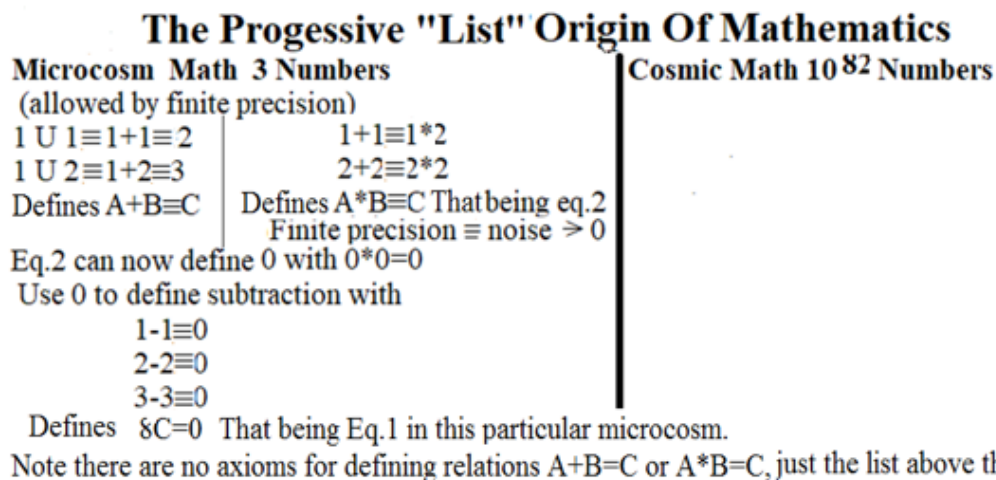 The Progessive "List" Origin Of Mathematics
Microcosm Math 3 Numbers
(allowed by finite precision)
1 U 1≡1+1≡2
1 U 2≡1+2≡3
Defines A+B≡C
1+1≡1*2
2+2≡2*2
Defines A*B≡C That being eq.2
Finite precision ≡ noise > 0
Eq.2 can now define 0 with 0*0=0
Use 0 to define subtraction with
1-1≡0
2-2≡0
3-3≡0
Defines δC=0 That being Eq.1 in this particular microcosm.
Cosmic Math 10 82 Numbers
Note there are no axioms for defining relations A+B=C or A*B=C, just the list above